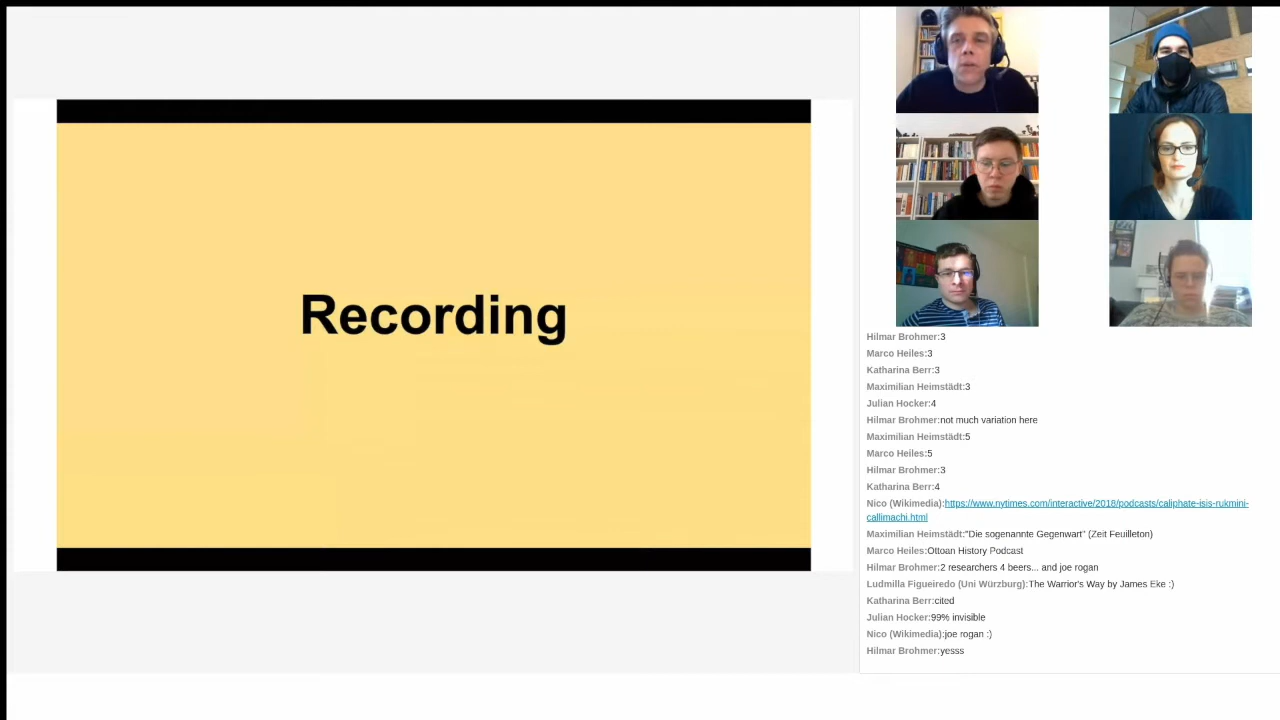 Recording
Hilmar Brohmer:3
Marco Heiles:3
Katharina Berr:3
Maximilian Heimstädt:3
Julian Hocker:4
Hilmar Brohmer:not much variation here
Maximilian Heimstädt:5
Marco Heiles:5
Hilmar Brohmer:3
Katharina Berr:4
Nico (Wikimedia):https://www.nytimes.com/interactive/2018/podcasts/caliphate-isis-rukmini-
callimachi.html
Maximilian Heimstädt:"Die sogenannte Gegenwart" (Zeit Feuilleton)
Marco Heiles:Ottoan History Podcast
Hilmar Brohmer:2 researchers 4 beers... and joe rogan
Ludmilla Figueiredo (Uni Würzburg):The Warrior's Way by James Eke :)
Katharina Berr:cited
Julian Hocker:99% invisible
Nico (Wikimedia):joe rogan :)
Hilmar Brohmer:yesss